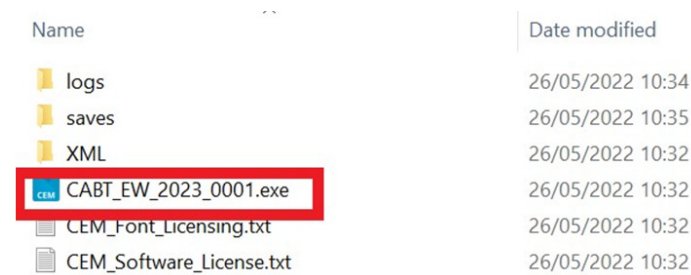 Name Date modified
logs 26/05/2022 10:34
saves 26/05/2022 10:35
XML 26/05/2022 10:32
CEM CABT_EW_2023_0001.exe 26/05/2022 10:32
CEM_Font_Licensing.txt 26/05/2022 10:32
CEM_Software_License.txt 26/05/2022 10:32